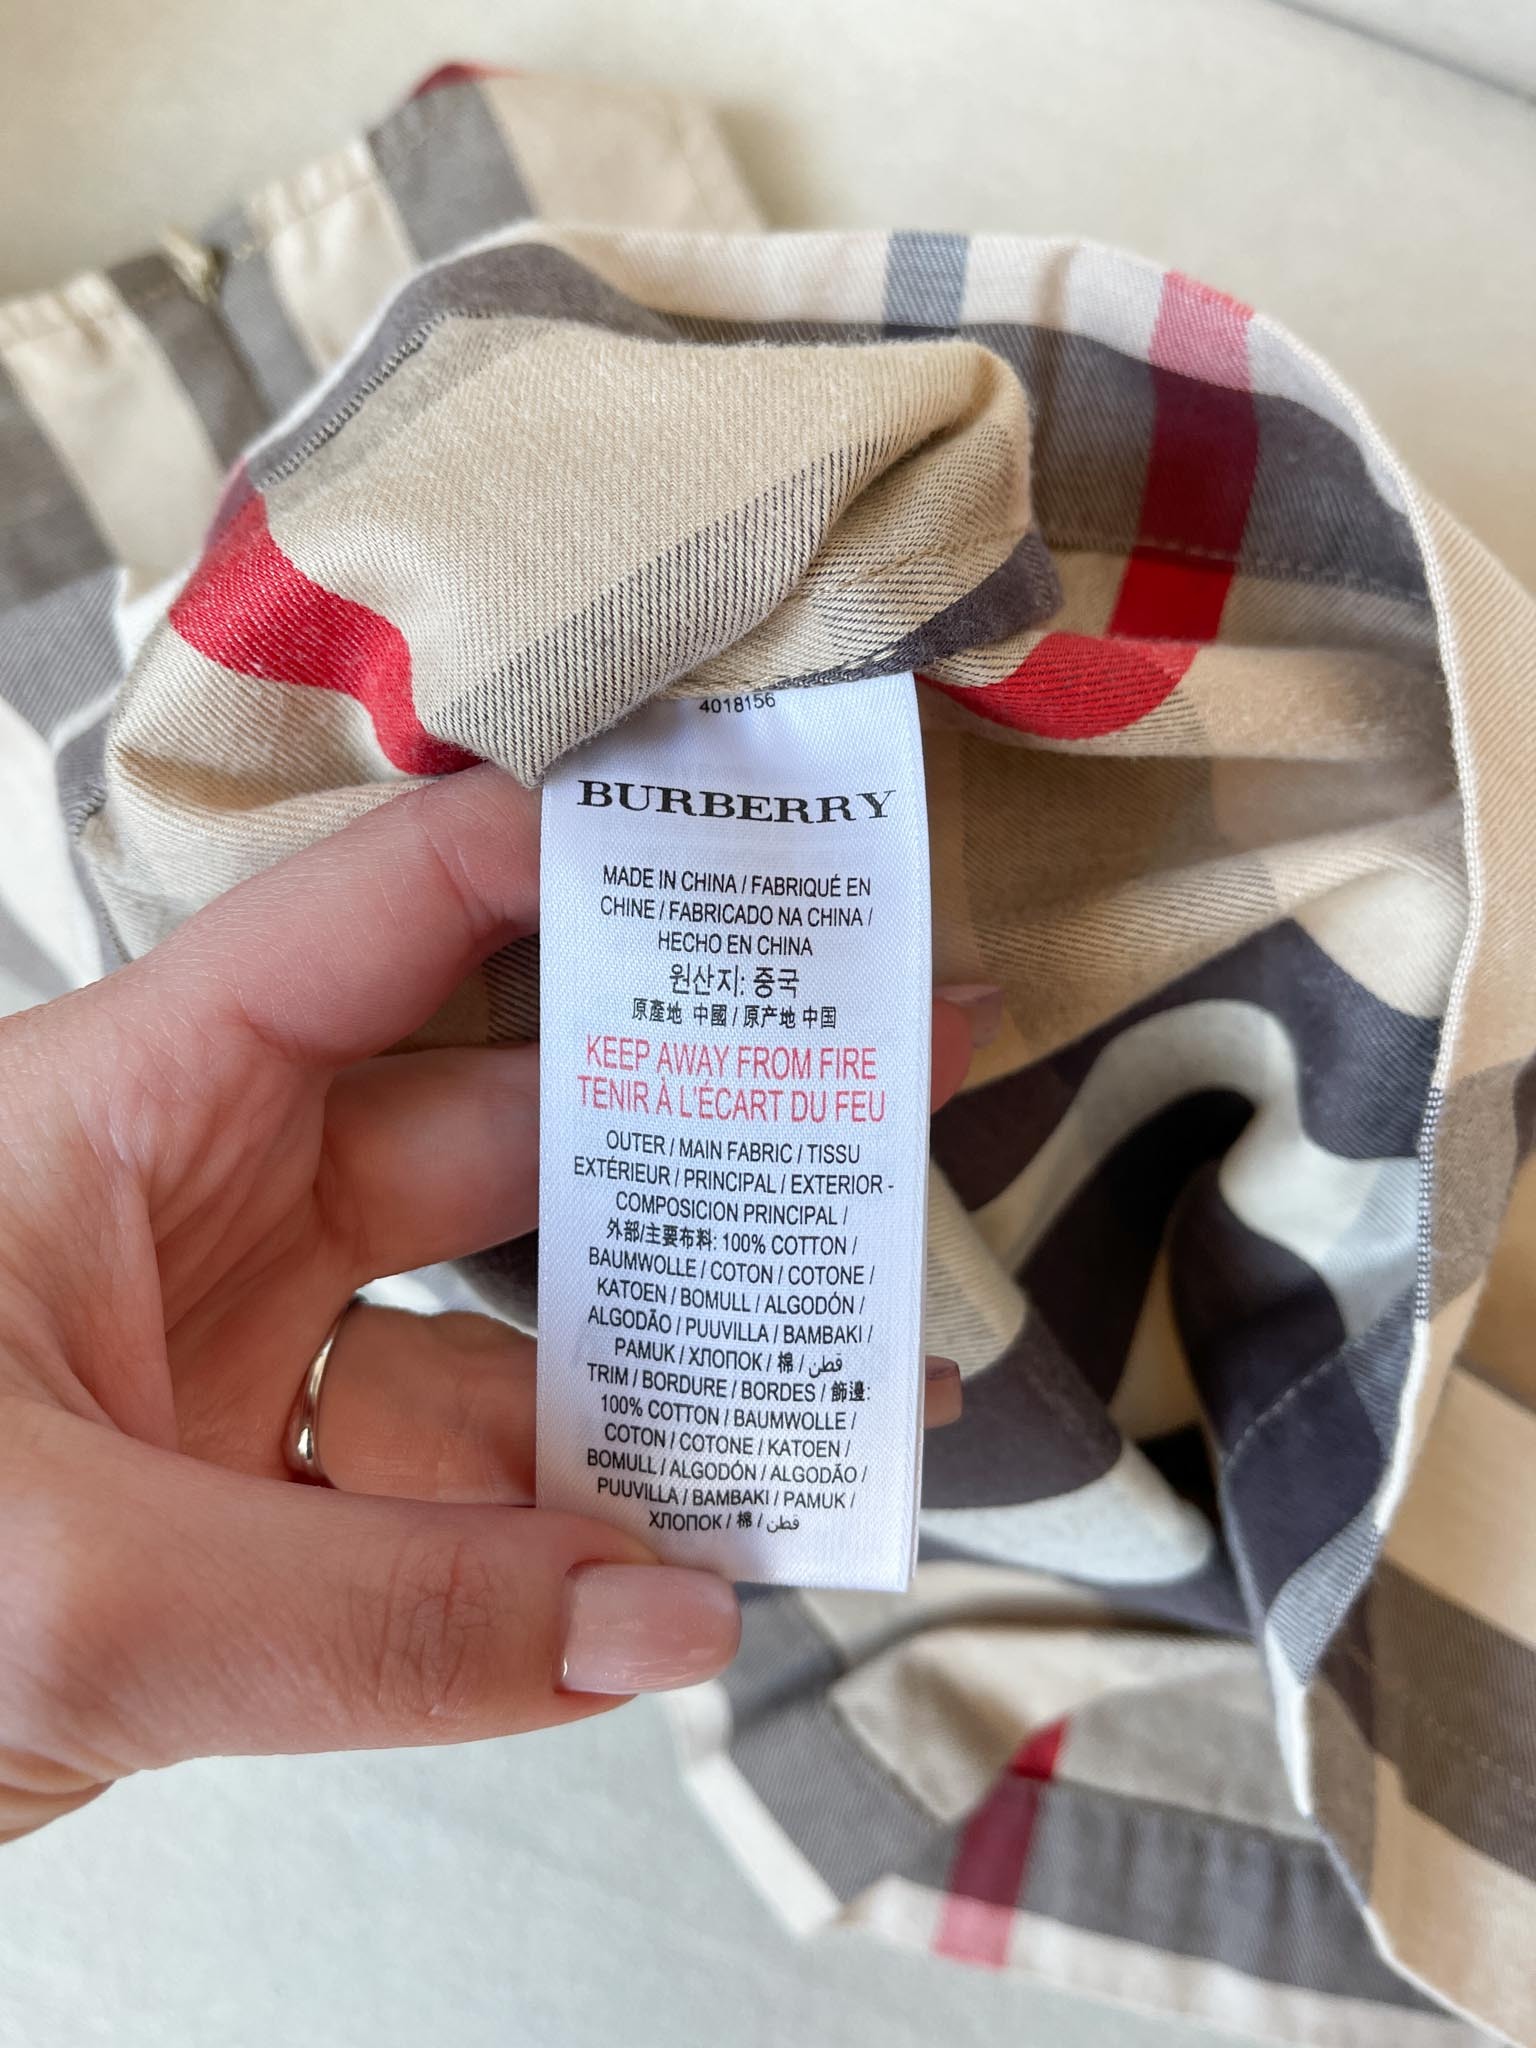 4018156
BURBERRY
MADE IN CHINA / FABRIQUÉ EN
CHINE / FABRICADO NA CHINA /
HECHO EN CHINA
원산지: 중국
原產地 中國 / 原产地 中国
KEEP AWAY FROM FIRE
TENIR À L'ÉCART DU FEU
OUTER / MAIN FABRIC / TISSU
EXTÉRIEUR / PRINCIPAL / EXTERIOR -
COMPOSICION PRINCIPAL /
外部/主要布料: 100% COTTON /
BAUMWOLLE / COTON / COTONE /
KATOEN / BOMULL / ALGODÓN /
ALGODÃO / PUUVILLA / BAMBAKI /
PAMUK / ХЛОПОК / 棉 / قطن
TRIM / BORDURE / BORDES / 飾邊:
100% COTTON / BAUMWOLLE /
COTON / COTONE / KATOEN /
BOMULL / ALGODÓN / ALGODÃO /
PUUVILLA / BAMBAKI / PAMUK /
ХЛОПОК / 棉 / قطن